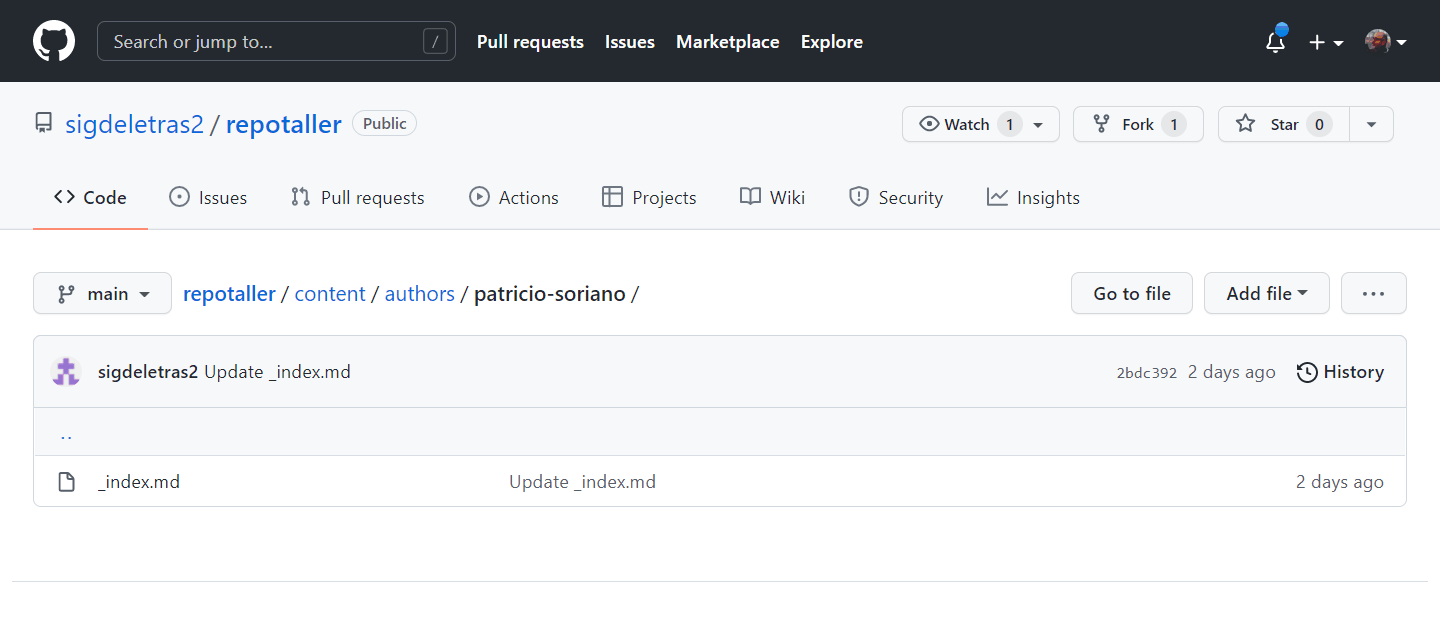 Search or jump to... / Pull requests Issues Marketplace Explore
sigdeletras2 / repotaller Public Watch 1 Fork 1 Star 0
Code Issues Pull requests Actions Projects Wiki Security Insights
main repotaller / content / authors / patricio-soriano / Go to file Add file ...
sigdeletras2 Update _index.md 2bdc392 2 days ago History
..
_index.md Update _index.md 2 days ago